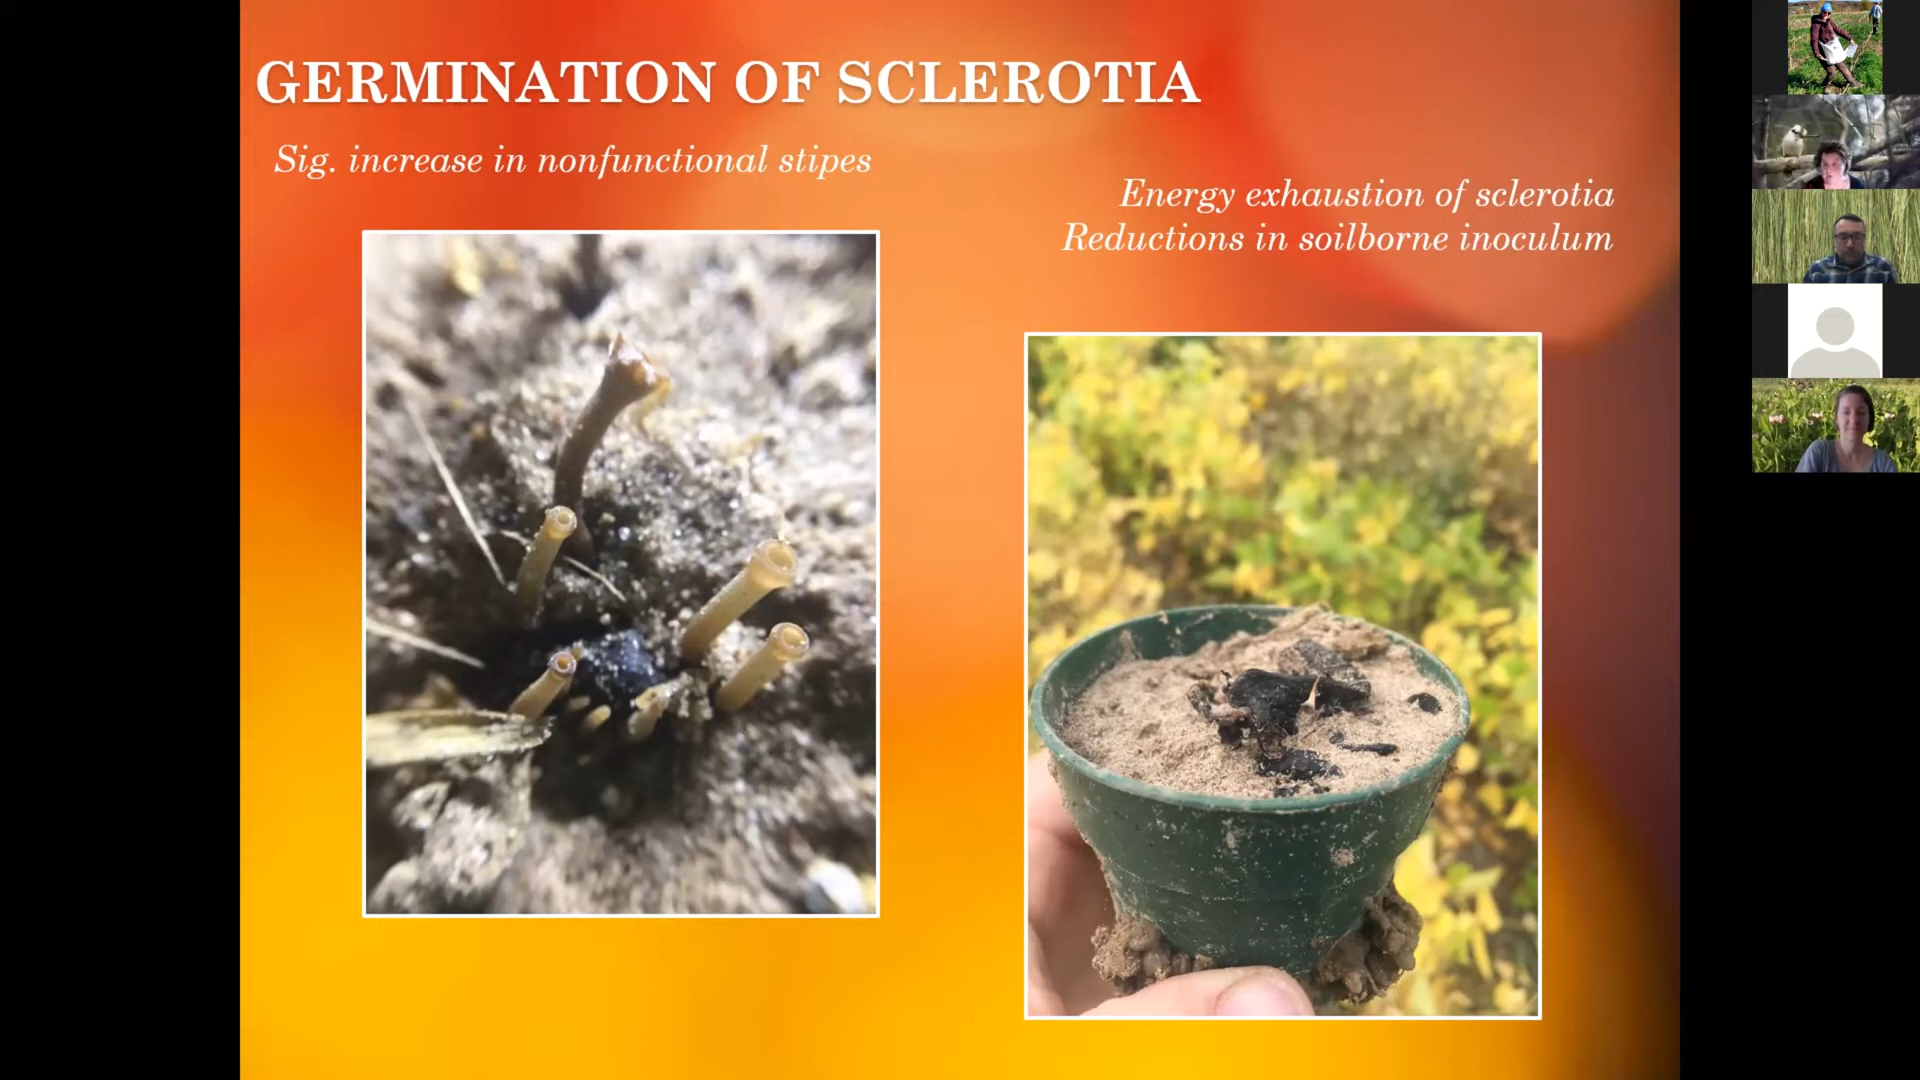 GERMINATION OF SCLEROTIA
Sig. increase in nonfunctional stipes
Energy exhaustion of sclerotia
Reductions in soilborne inoculum